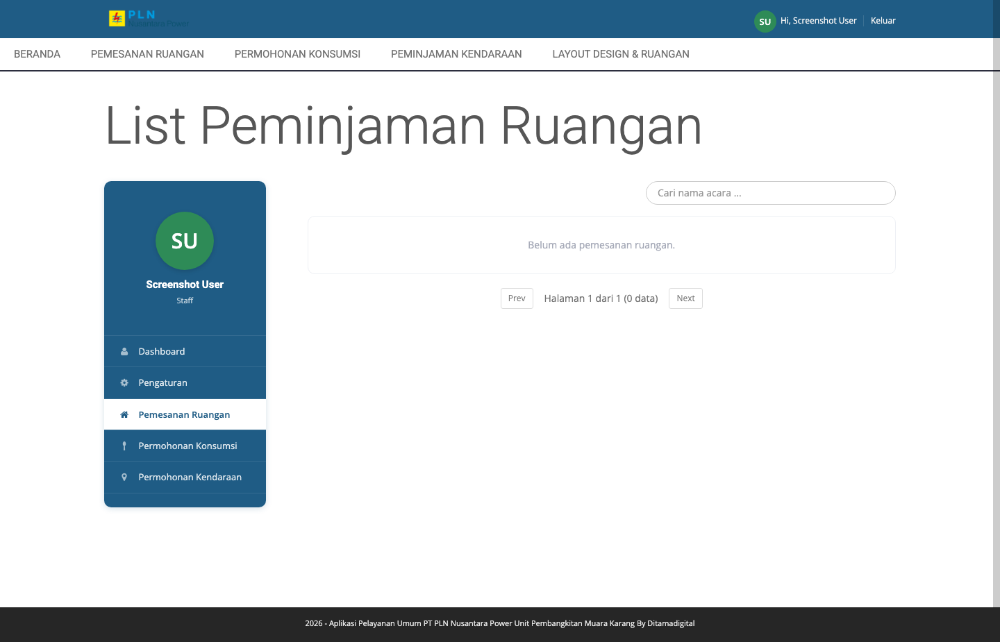 PLN
Nusantara Power
SU
Hi, Screenshot User
Keluar
BERANDA
PEMESANAN RUANGAN
PERMOHONAN KONSUMSI
PEMINJAMAN KENDARAAN
LAYOUT DESIGN & RUANGAN
List Peminjaman Ruangan
SU
Screenshot User
Staff
Dashboard
Pengaturan
Pemesanan Ruangan
Permohonan Konsumsi
Permohonan Kendaraan
Cari nama acara ...
Belum ada pemesanan ruangan.
Prev
Halaman 1 dari 1 (0 data)
Next
2026 - Aplikasi Pelayanan Umum PT PLN Nusantara Power Unit Pembangkitan Muara Karang By Ditamadigital